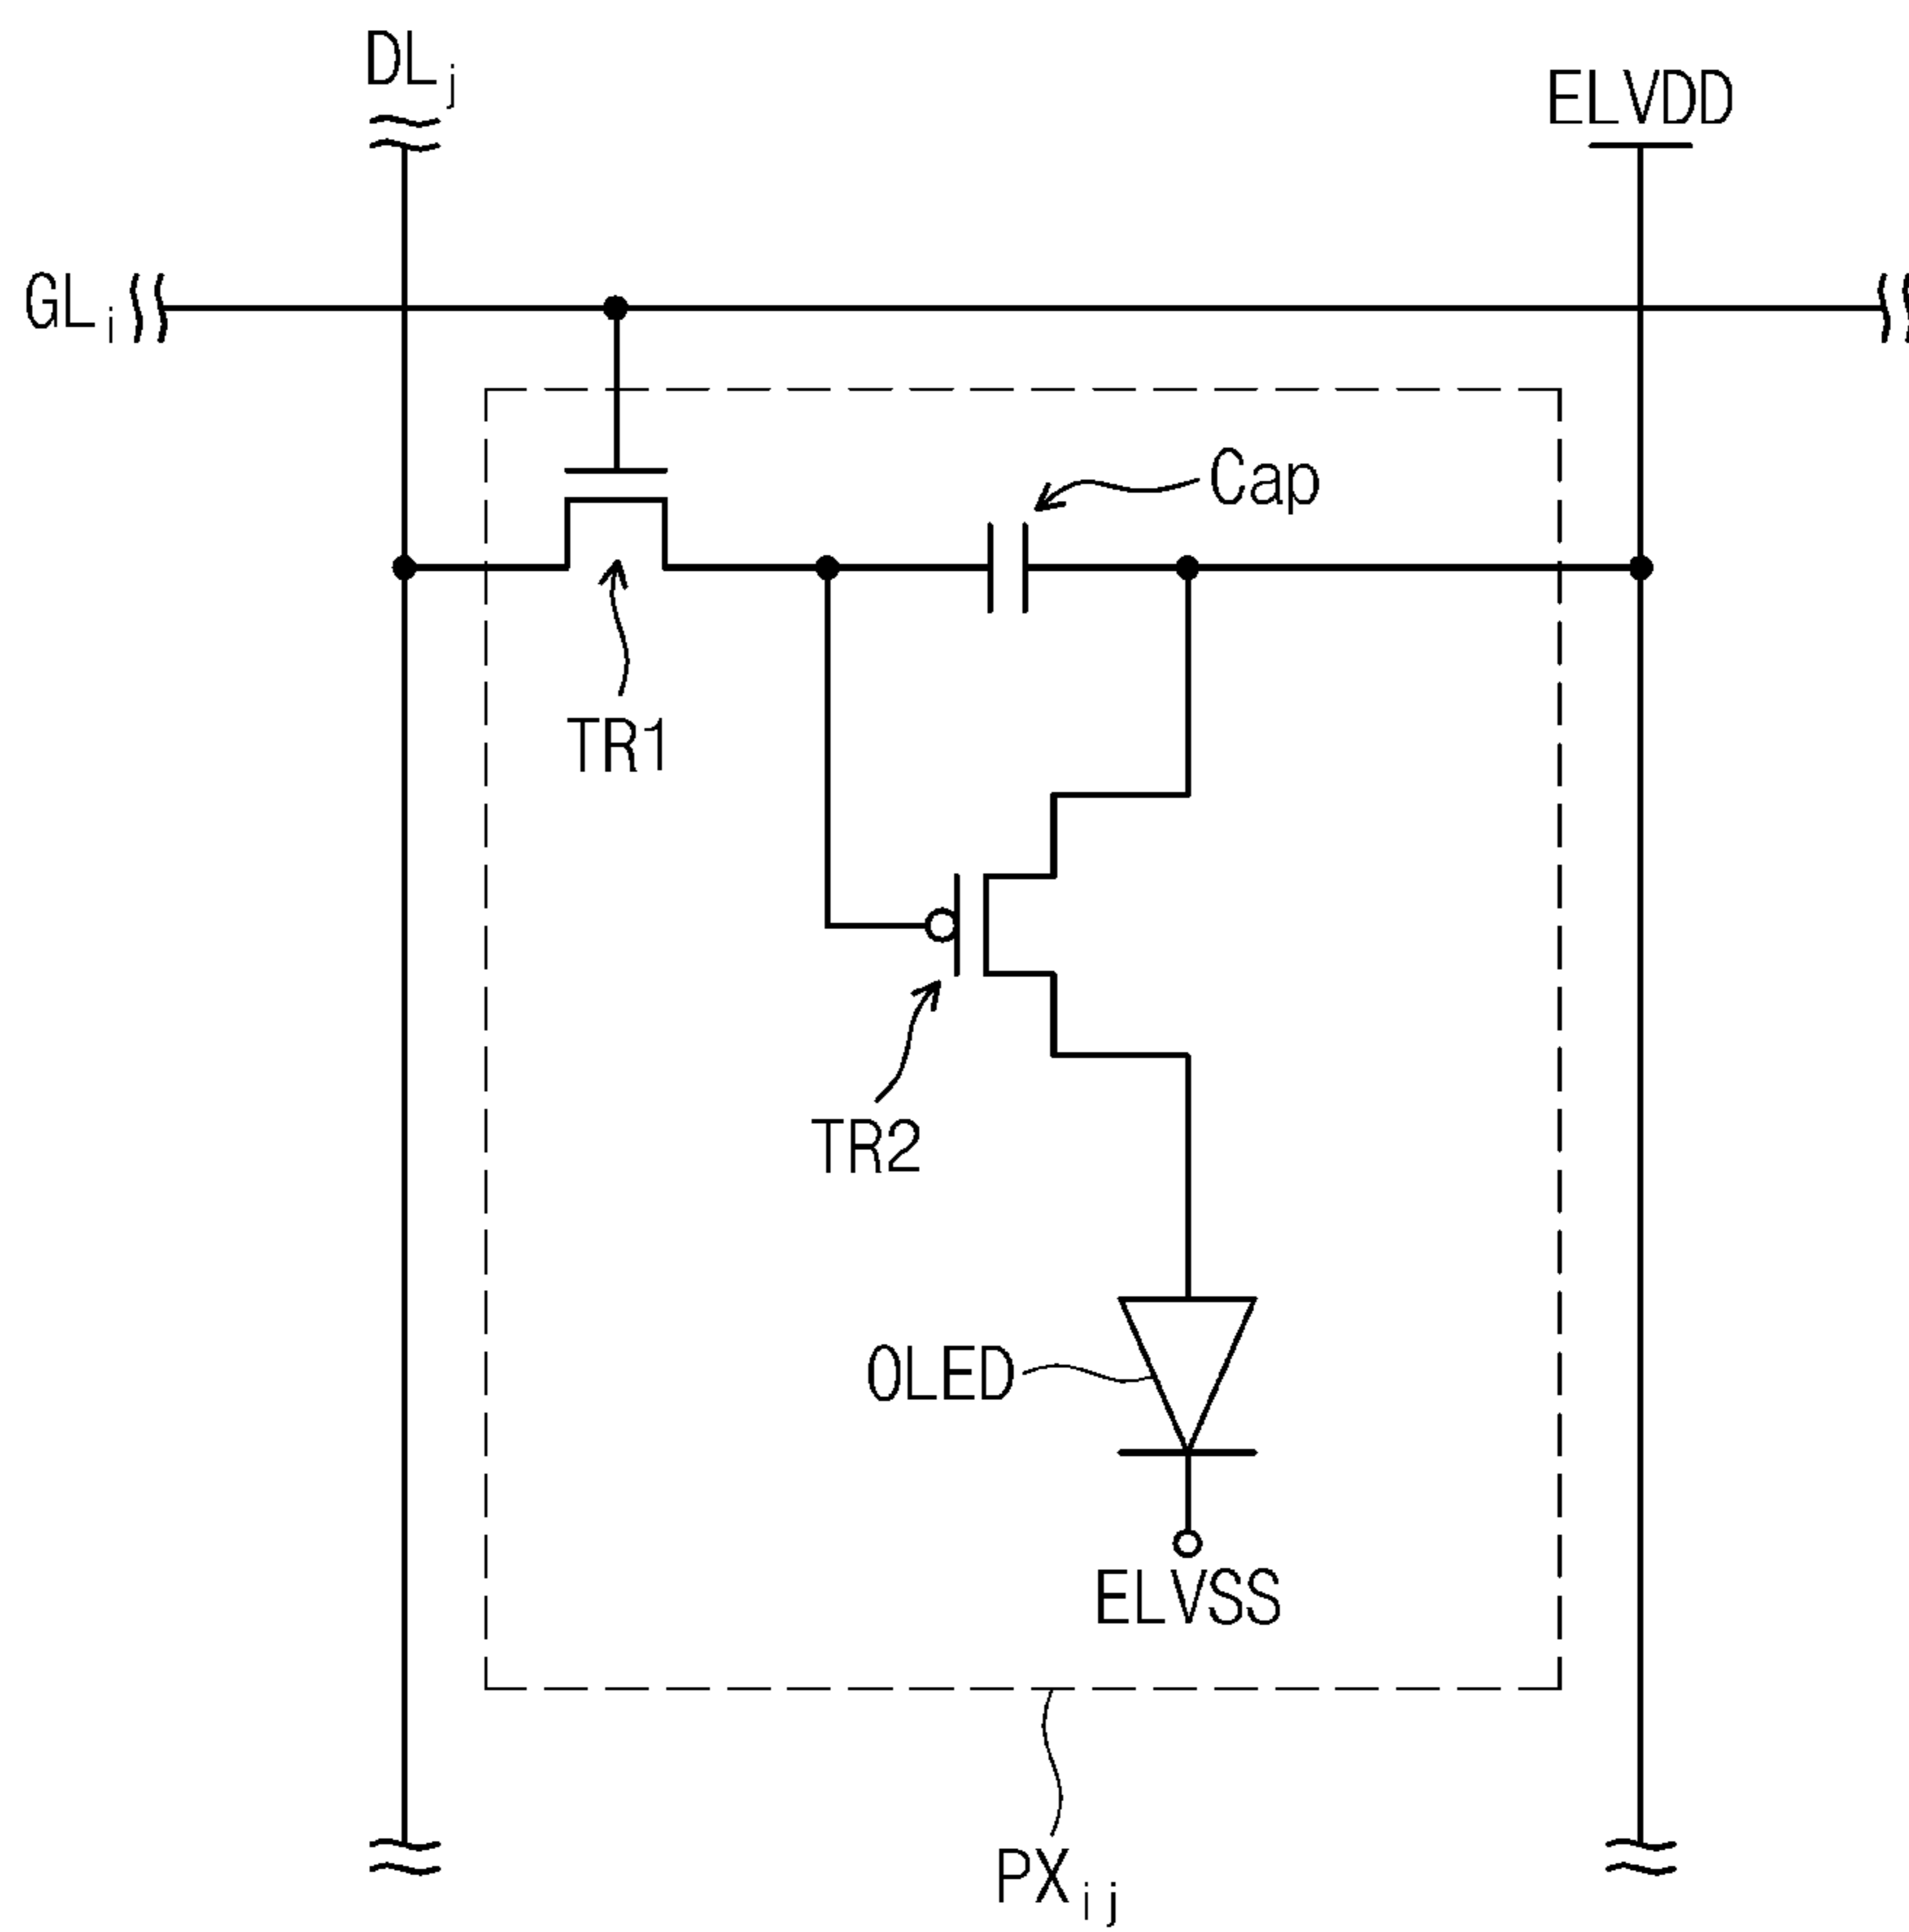 DLj
ELVDD
GLi
Cap
TR1
TR2
OLED
ELVSS
PXij